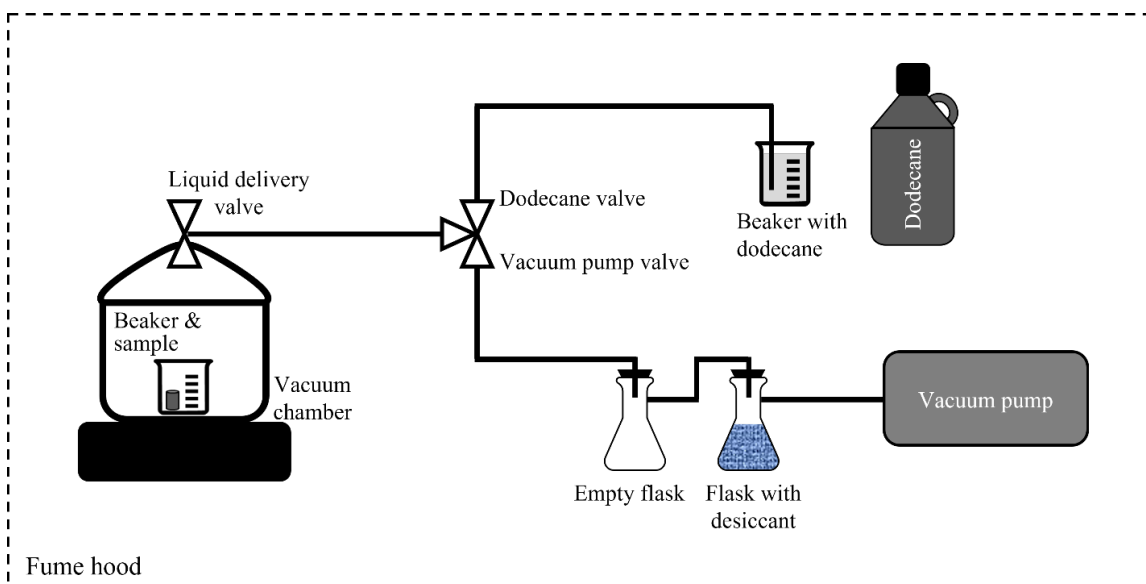 Liquid delivery
valve
Dodecane valve
Vacuum pump valve
Beaker with
dodecane
Dodecane
Beaker &
sample
Vacuum
chamber
Vacuum pump
Empty flask
Flask with
desiccant
Fume hood